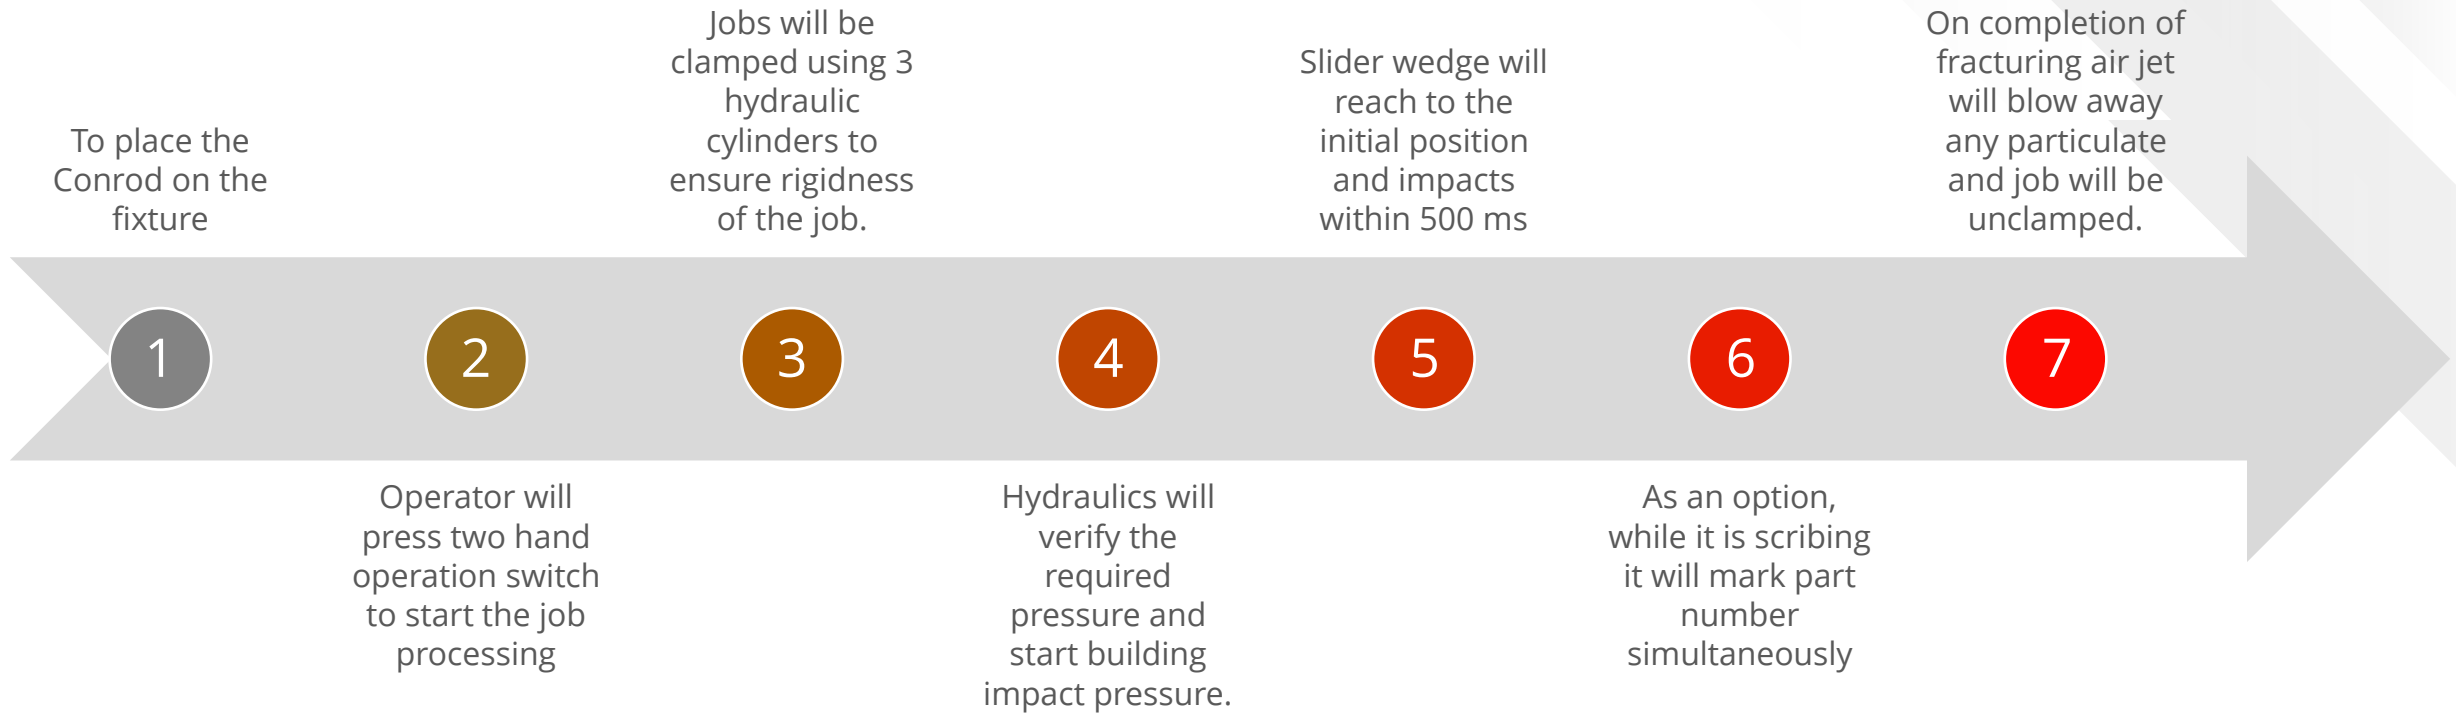 To place the
Conrod on the
fixture
1
Operator will
press two hand
operation switch
to start the job
processing
2
Jobs will be
clamped using 3
hydraulic
cylinders to
ensure rigidness
of the job.
3
Hydraulics will
verify the
required
pressure and
start building
impact pressure.
4
Slider wedge will
reach to the
initial position
and impacts
within 500 ms
5
As an option,
while it is scribing
it will mark part
number
simultaneously
6
On completion of
fracturing air jet
will blow away
any particulate
and job will be
unclamped.
7